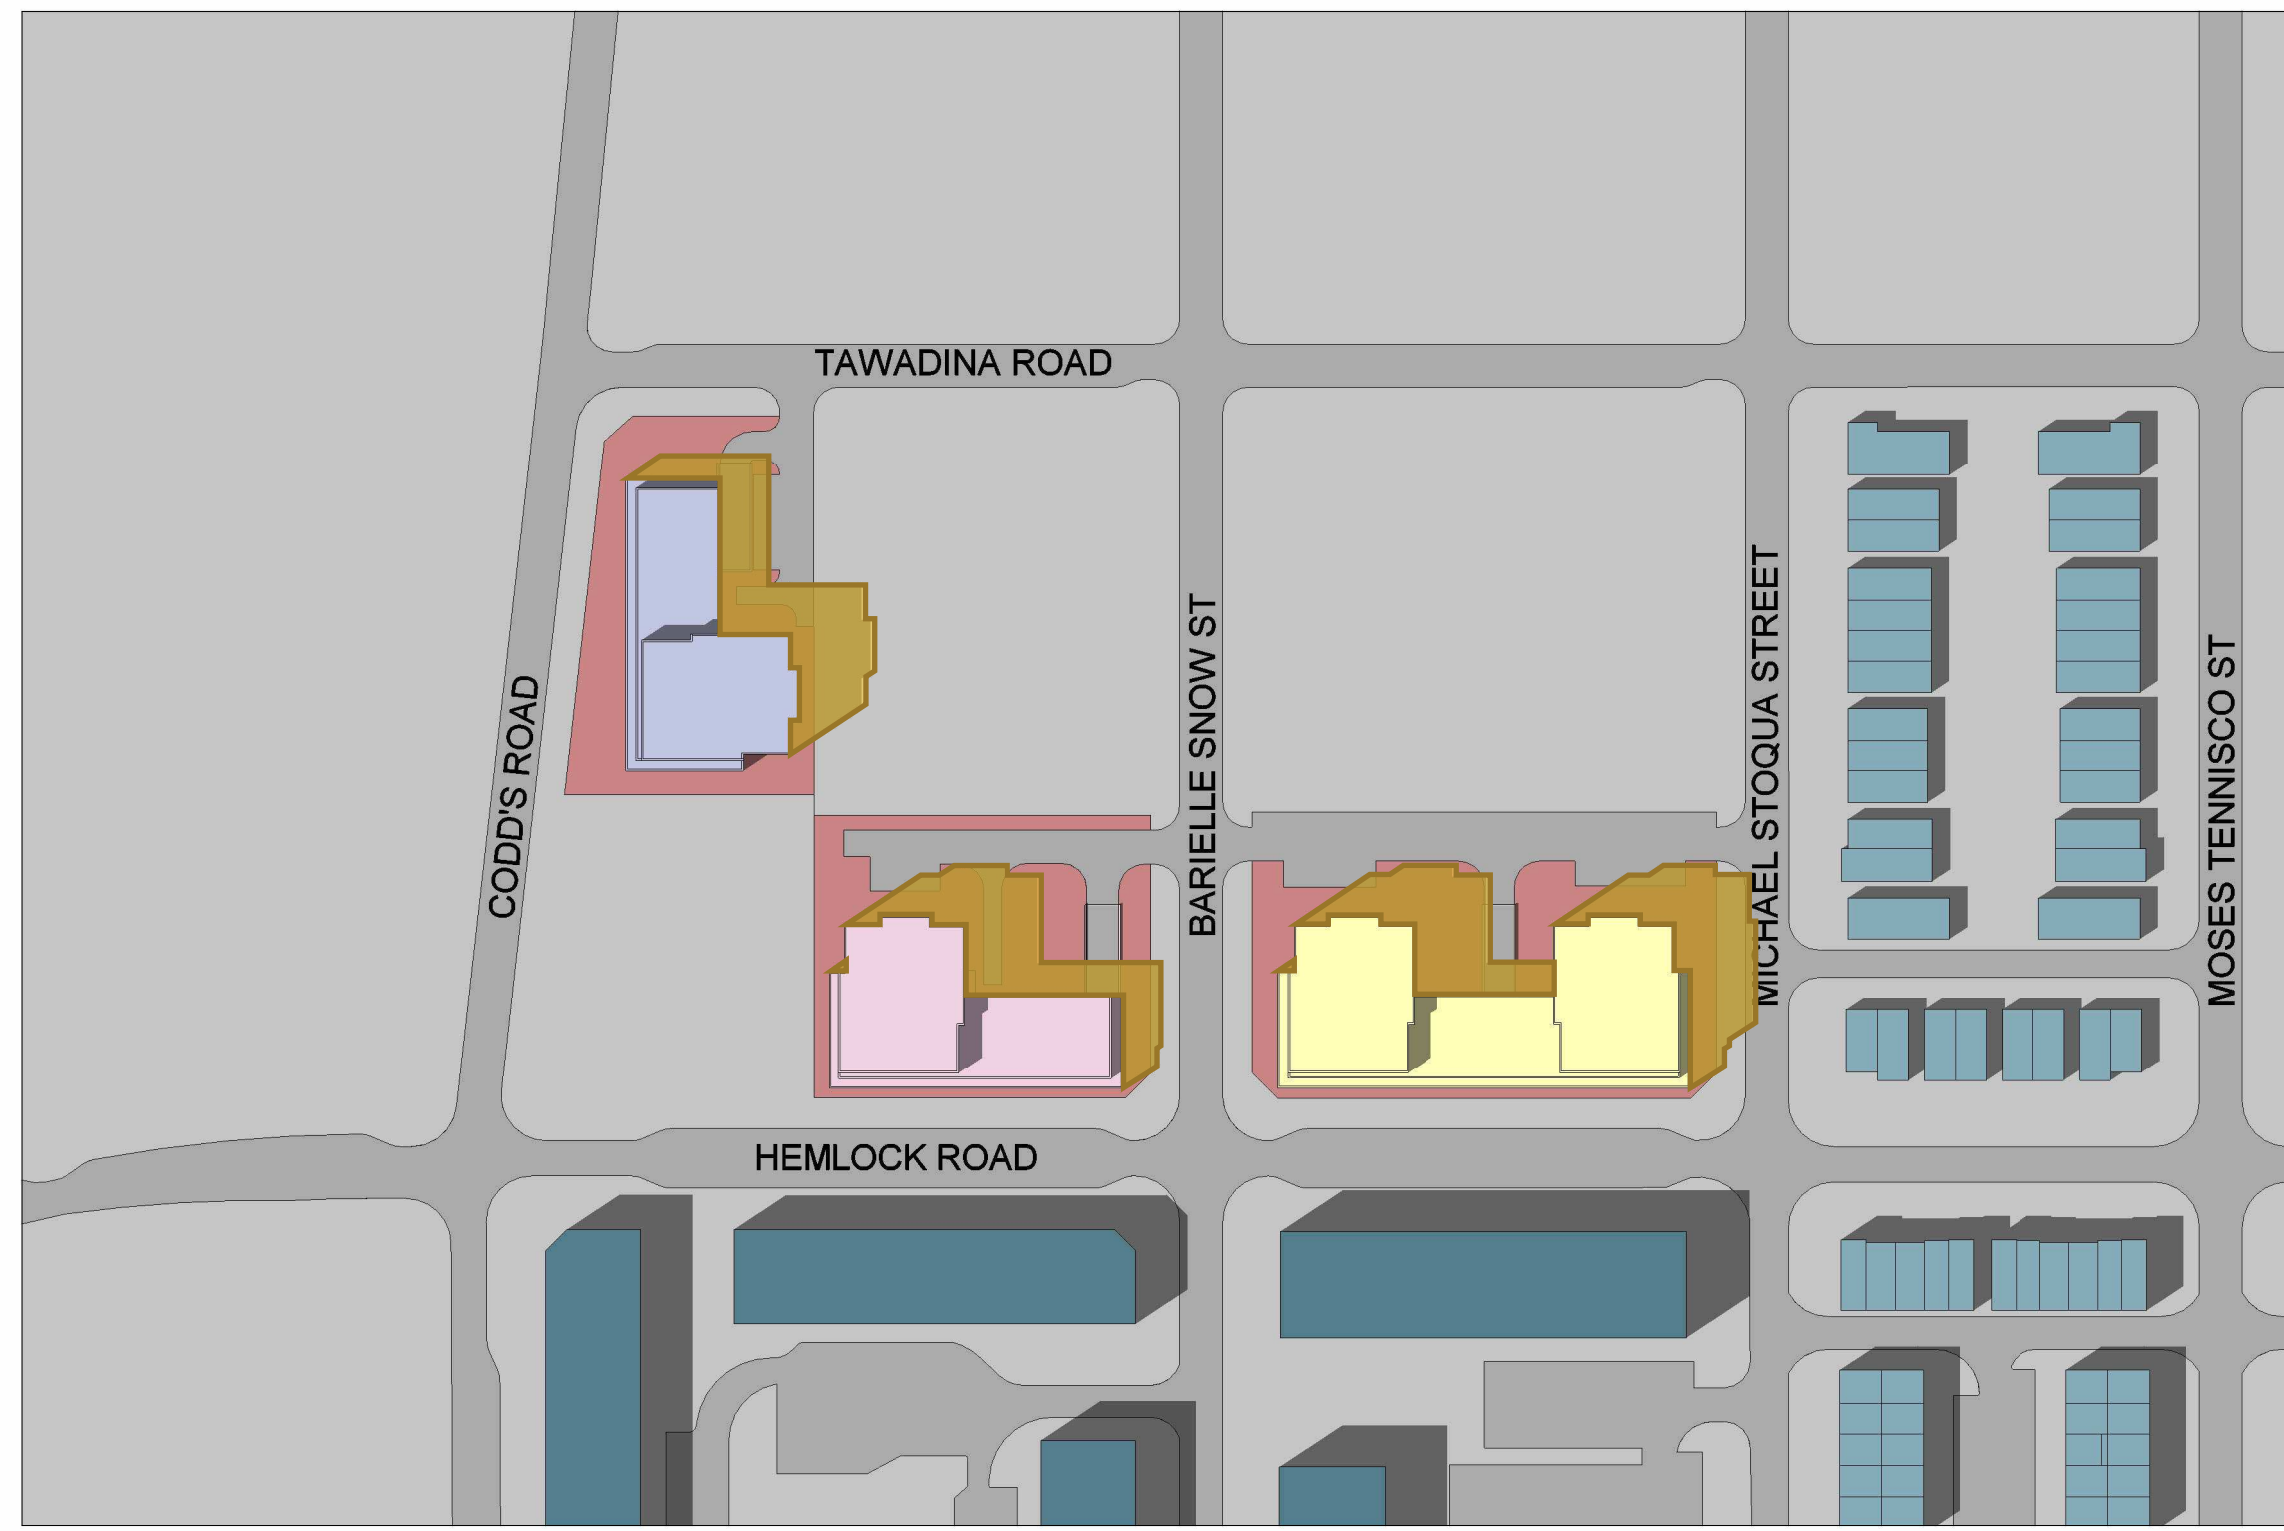 TAWADINA ROAD
CODD'S ROAD
BARIELLE SNOW ST
MICHAEL STOQUA STREET
MOSES TENNISCO ST
HEMLOCK ROAD